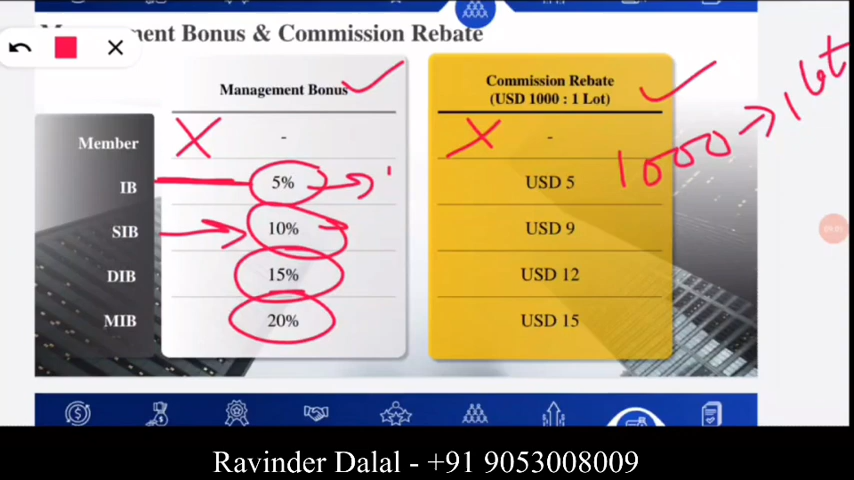 ment Bonus & Commission Rebate
Management Bonus
Commission Rebate
(USD 1000 : 1 Lot)
1000 → 1 lot
Member - -
IB 5% USD 5
SIB 10% USD 9
DIB 15% USD 12
MIB 20% USD 15
Ravinder Dalal - +91 9053008009